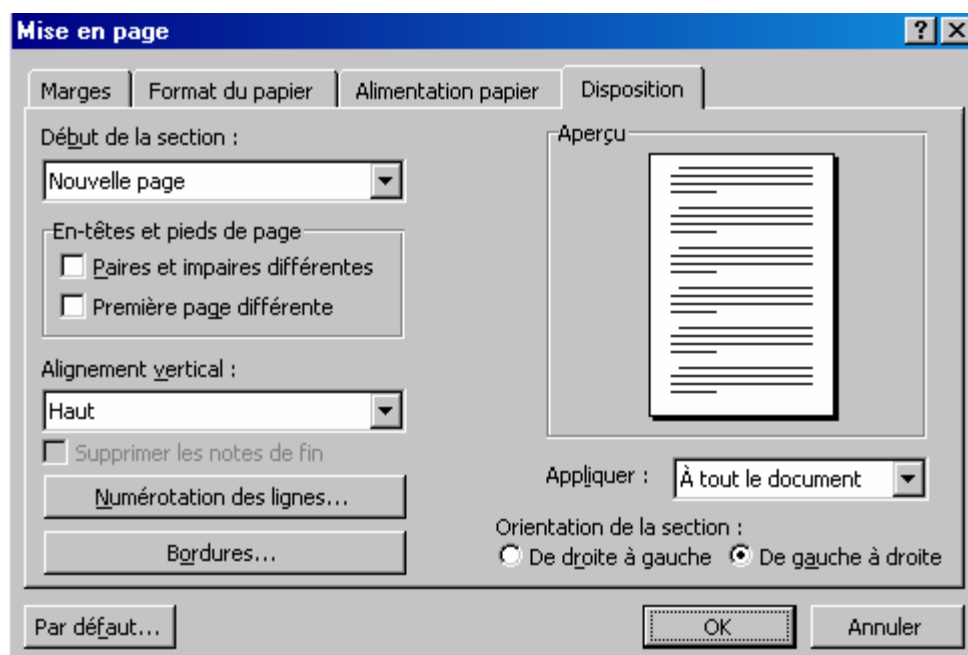 Mise en page
Marges
Format du papier
Alimentation papier
Disposition
Début de la section :
Nouvelle page
En-têtes et pieds de page
Paires et impaires différentes
Première page différente
Alignement vertical :
Haut
Supprimer les notes de fin
Numérotation des lignes...
Bordures...
Aperçu
Appliquer :
À tout le document
Orientation de la section :
De droite à gauche
De gauche à droite
Par défaut...
OK
Annuler